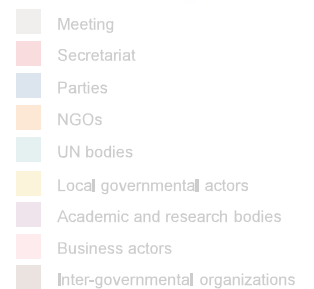 Meeting
Secretariat
Parties
NGOs
UN bodies
Local governmental actors
Academic and research bodies
Business actors
Inter-governmental organizations